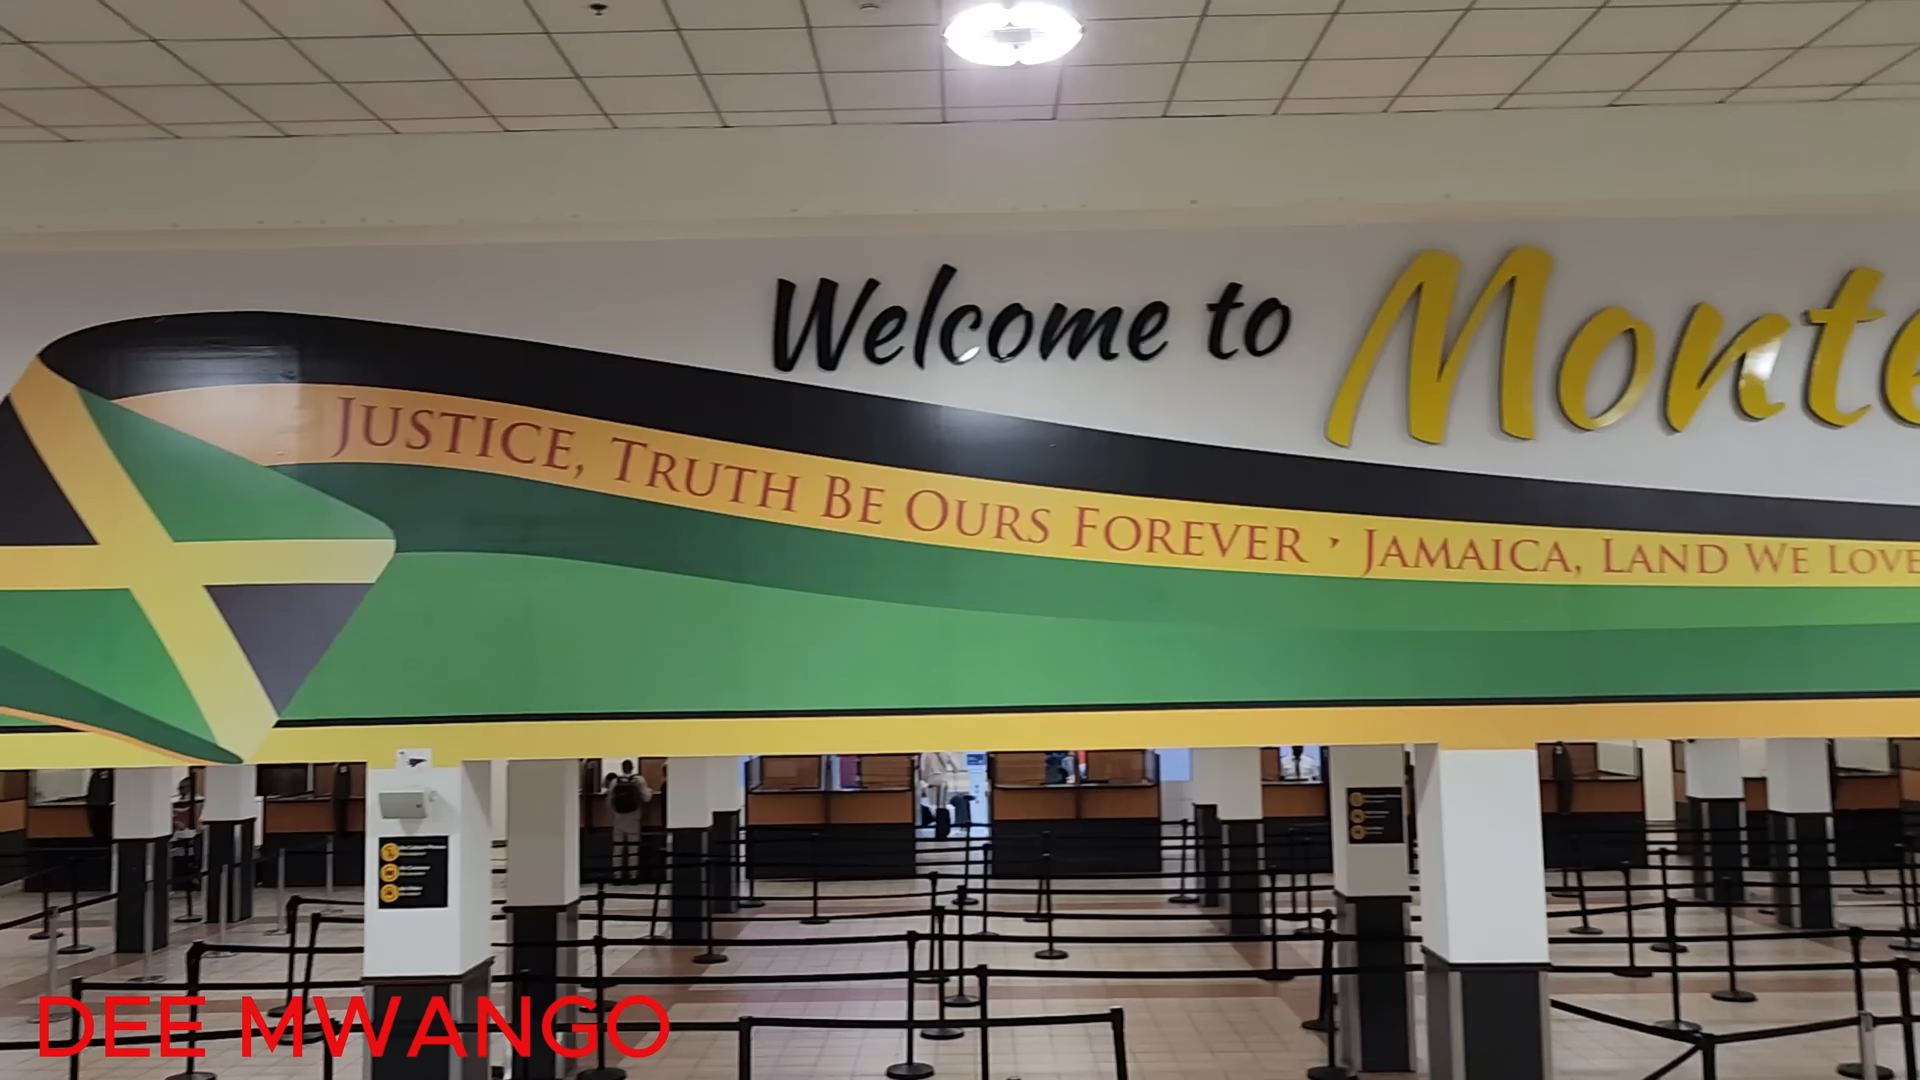 Welcome to Monte
JUSTICE, TRUTH BE OURS FOREVER · JAMAICA, LAND WE LOVE
DEE MWANGO